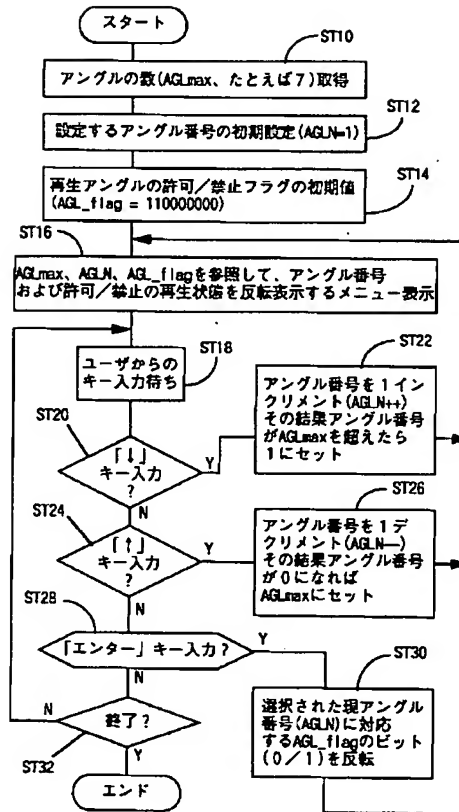 スタート
ST10
アングルの数(AGLmax、たとえば7)取得
ST12
設定するアングル番号の初期設定(AGLN=1)
ST14
再生アングルの許可／禁止フラグの初期値
(AGL_flag = 110000000)
ST16
AGLmax、AGLN、AGL_flagを参照して、アングル番号
および許可／禁止の再生状態を反転表示するメニュー表示
ST18
ユーザからの
キー入力待ち
ST22
アングル番号を1イン
クリメント(AGLN++)
その結果アングル番号
がAGLmaxを超えたら
1にセット
ST20
「↓」
キー入力
?
Y
N
ST26
アングル番号を1デ
クリメント(AGLN--)
その結果アングル番号
が0になれば
AGLmaxにセット
ST24
「↑」
キー入力
?
Y
N
ST28
「エンター」キー入力?
Y
N
ST30
選択された現アングル
番号(AGLN)に対応
するAGL_flagのビット
(0／1)を反転
N
終了?
ST32
Y
エンド